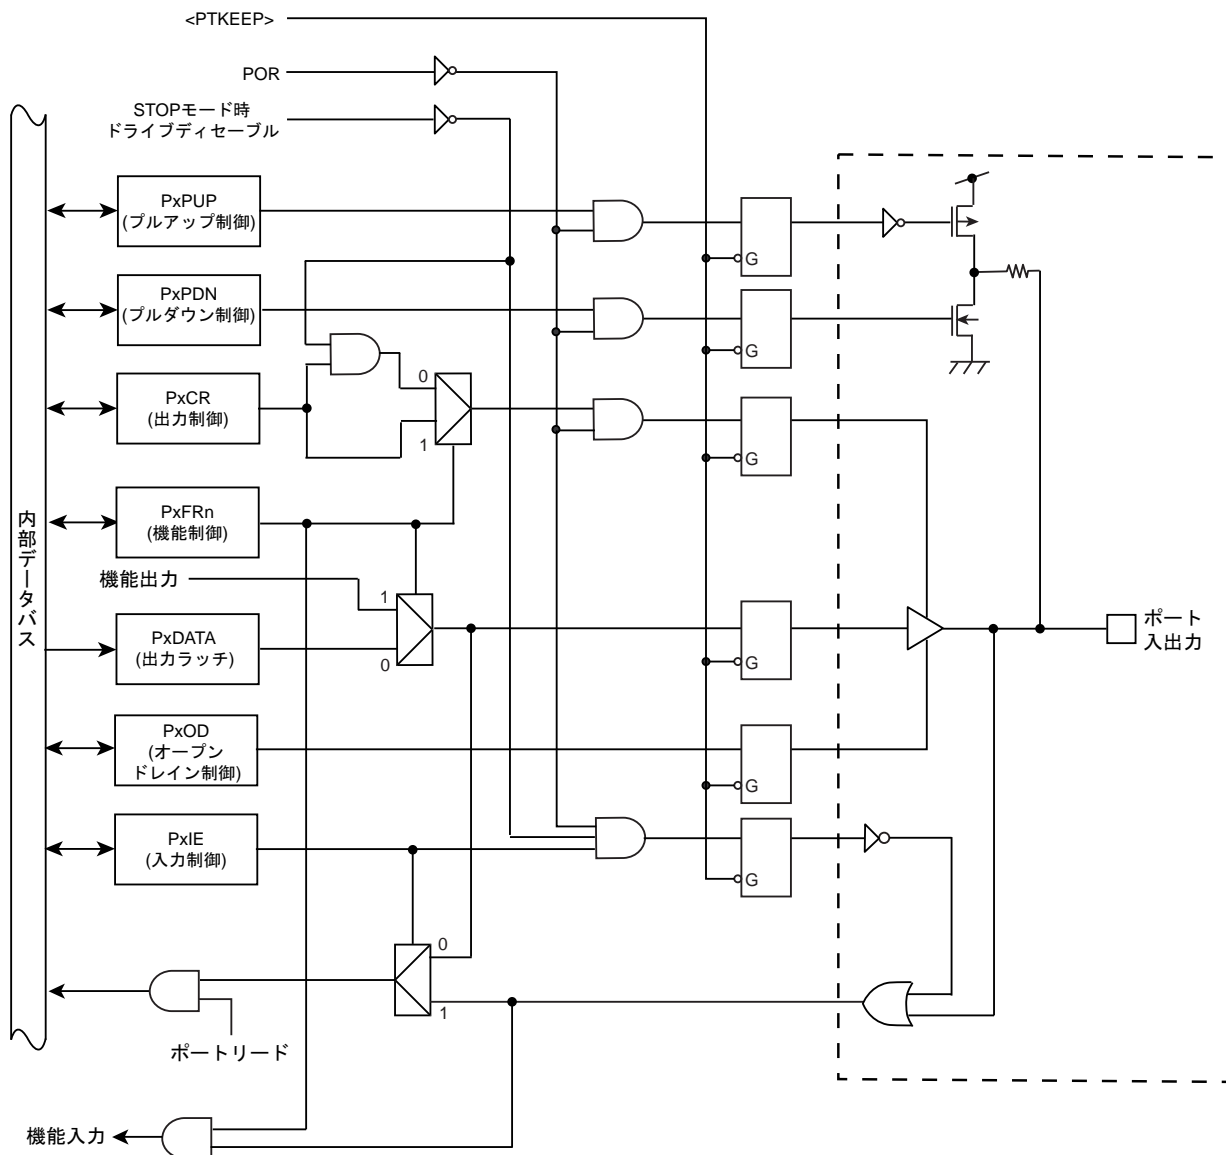 <PTKEEP>
POR
STOPモード時
ドライブディセーブル
PxPUP
(プルアップ制御)
G
PxPDN
(プルダウン制御)
G
PxCR
(出力制御)
0
1
G
PxFRn
(機能制御)
機能出力
1
0
内部データバス
PxDATA
(出力ラッチ)
G
ポート
入出力
PxOD
(オープン
ドレイン制御)
G
PxIE
(入力制御)
G
0
1
ポートリード
機能入力